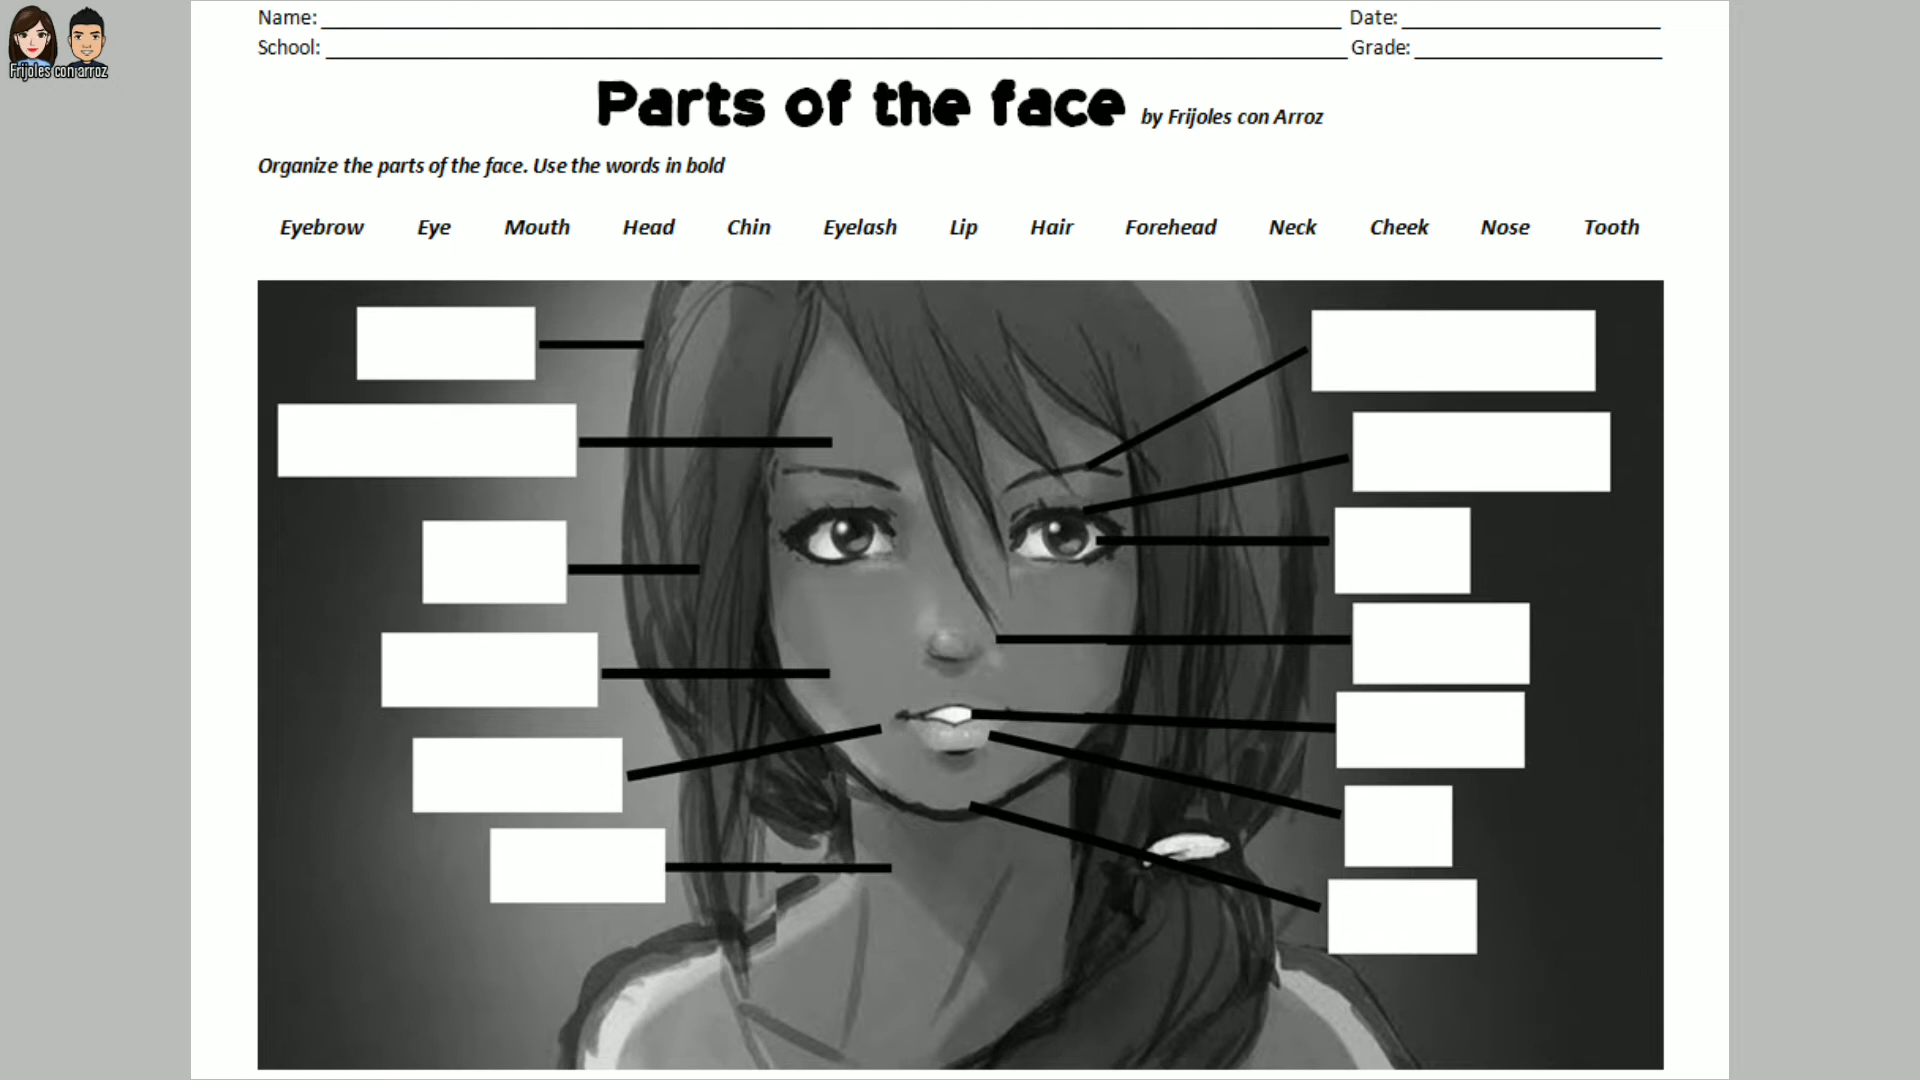 Frijoles con arroz
Name: Date:
School: Grade:
Parts of the face by Frijoles con Arroz
Organize the parts of the face. Use the words in bold
Eyebrow Eye Mouth Head Chin Eyelash Lip Hair Forehead Neck Cheek Nose Tooth